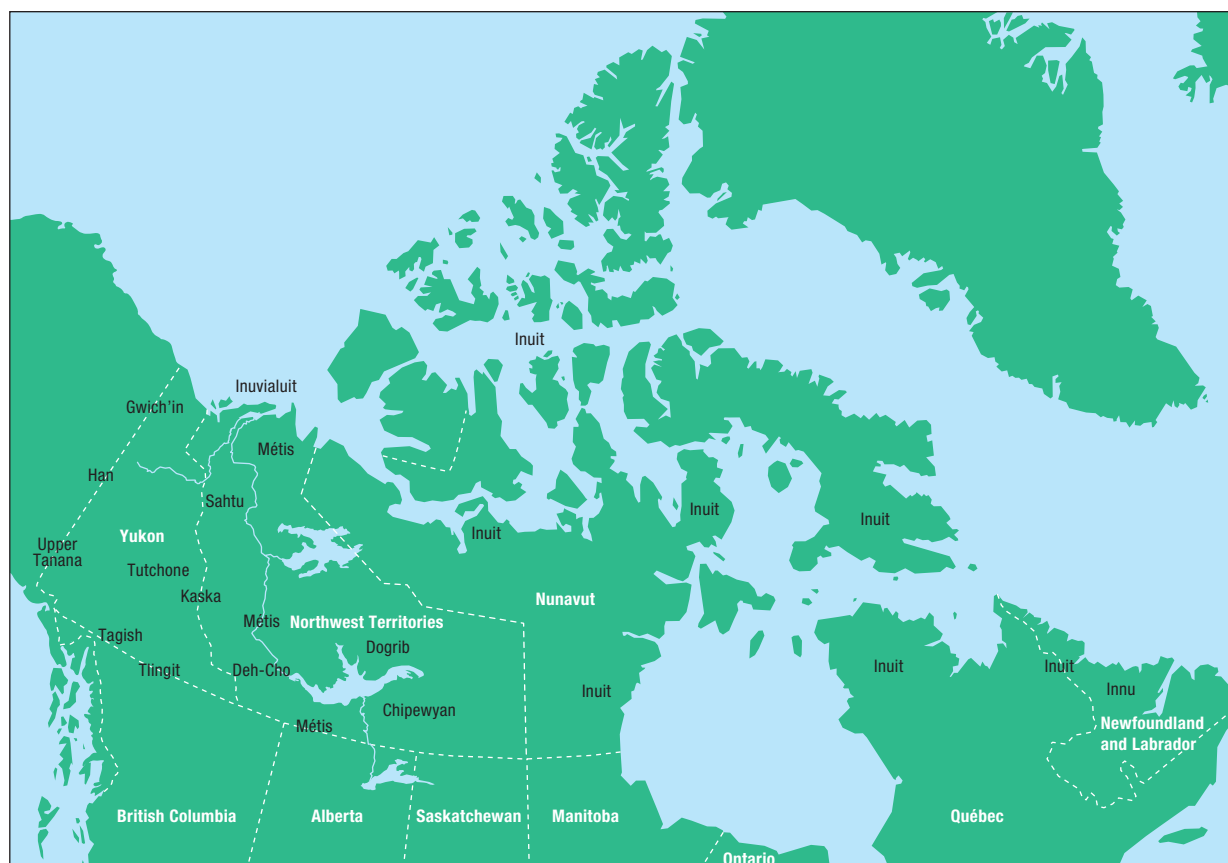 Inuit
Inuvialuit
Gwich’in
Métis
Han
Sahtu
Inuit
Inuit
Inuit
Yukon
Upper
Tanana
Tutchone
Kaska
Nunavut
Métis
Northwest Territories
Tagish
Dogrib
Tlingit
Deh-Cho
Inuit
Inuit
Inuit
Innu
Chipewyan
Métis
Newfoundland
and Labrador
British Columbia
Alberta
Saskatchewan
Manitoba
Québec
Ontario